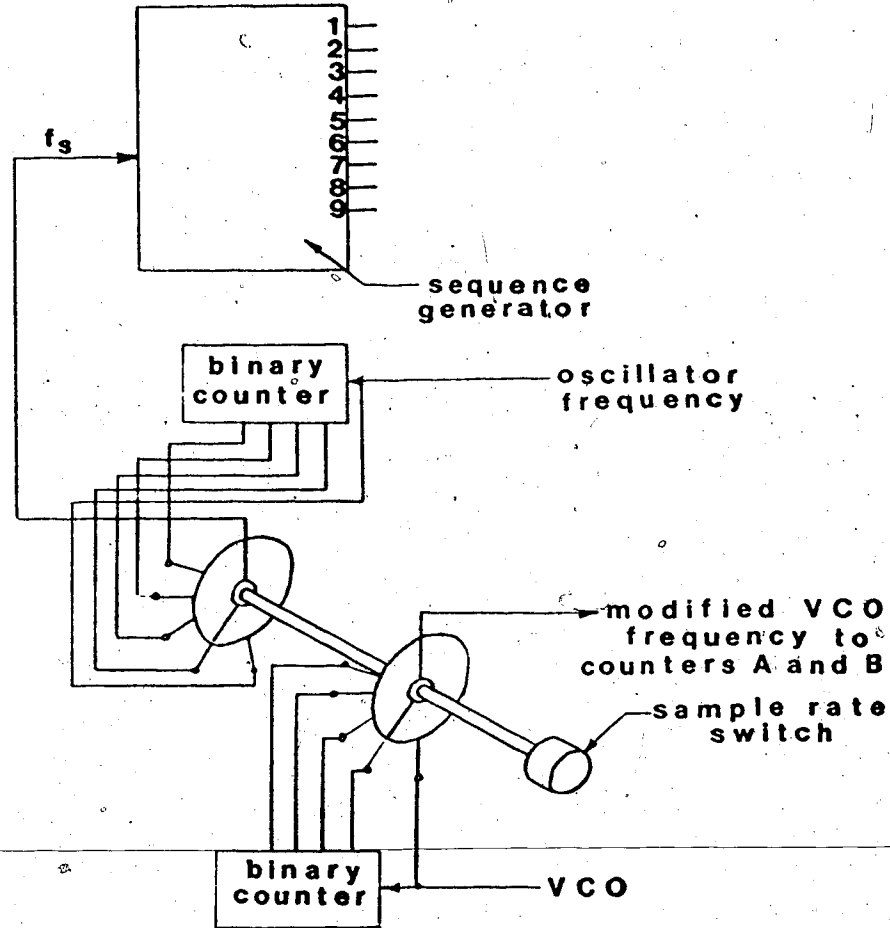 1
2
3
4
5
6
7
8
9
fs
sequence
generator
binary
counter
oscillator
frequency
modified VCO
frequency to
counters A and B
sample rate
switch
binary
counter
VCO